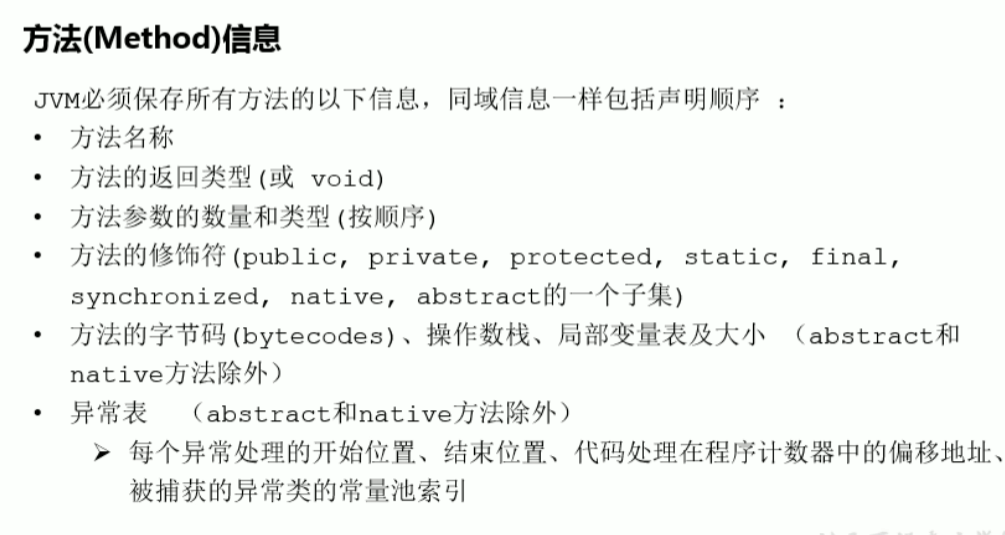 方法(Method)信息
JVM必须保存所有方法的以下信息，同域信息一样包括声明顺序 ：
• 方法名称
• 方法的返回类型(或 void)
• 方法参数的数量和类型(按顺序)
• 方法的修饰符(public, private, protected, static, final,
synchronized, native, abstract的一个子集)
• 方法的字节码(bytecodes)、操作数栈、局部变量表及大小 （abstract和
native方法除外）
• 异常表 （abstract和native方法除外）
➢ 每个异常处理的开始位置、结束位置、代码处理在程序计数器中的偏移地址、
被捕获的异常类的常量池索引